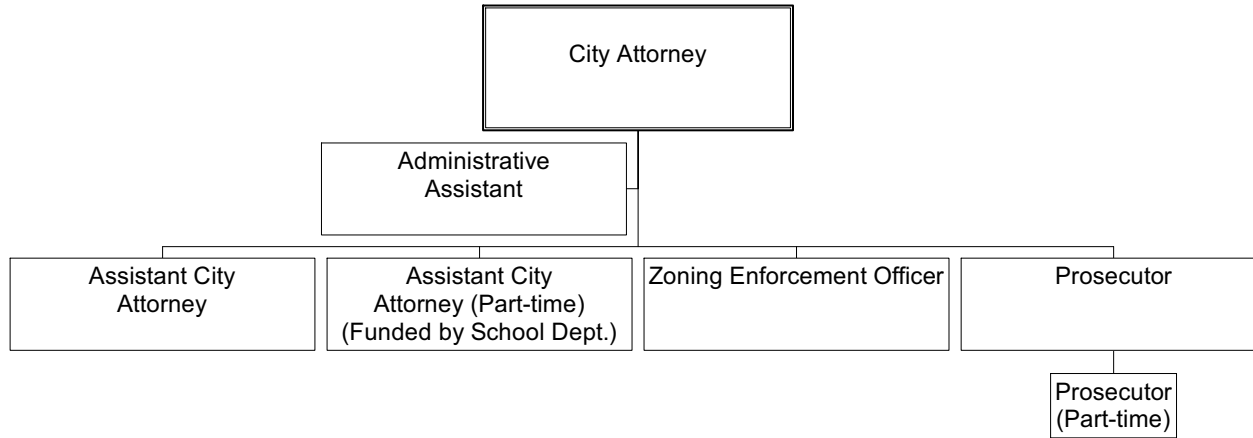 City Attorney
Administrative
Assistant
Assistant City
Attorney
Assistant City
Attorney (Part-time)
(Funded by School Dept.)
Zoning Enforcement Officer
Prosecutor
Prosecutor
(Part-time)